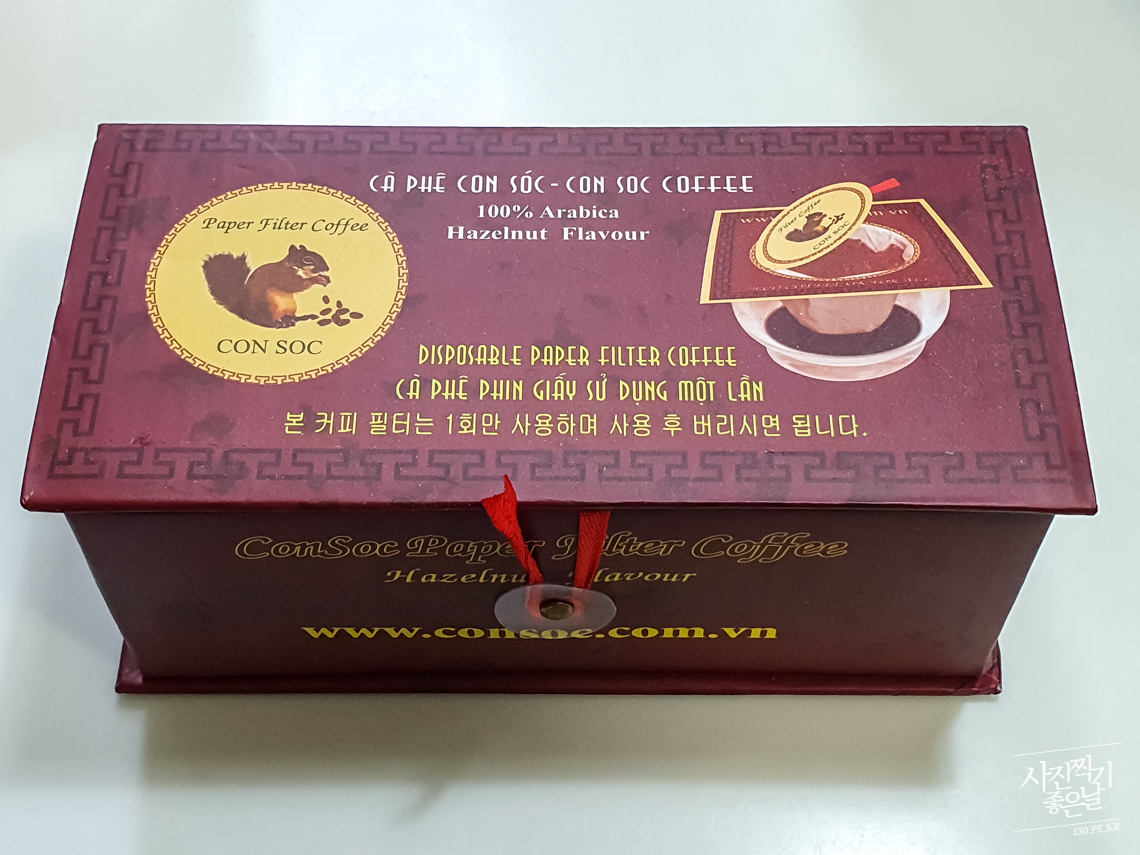 CÀ PHÊ CON SÓC - CON SOC COFFEE
100% Arabica
Hazelnut Flavour
Paper Filter Coffee
CON SOC
Filter Coffee
CON SOC
DISPOSABLE PAPER FILTER COFFEE
CÀ PHÊ PHIN GIẤY SỬ DỤNG MỘT LẦN
본 커피 필터는 1회만 사용하며 사용 후 버리시면 됩니다.
ConSoc Paper Filter Coffee
Hazelnut Flavour
www.consoc.com.vn
사진찍기
좋은날
130.PE.KR